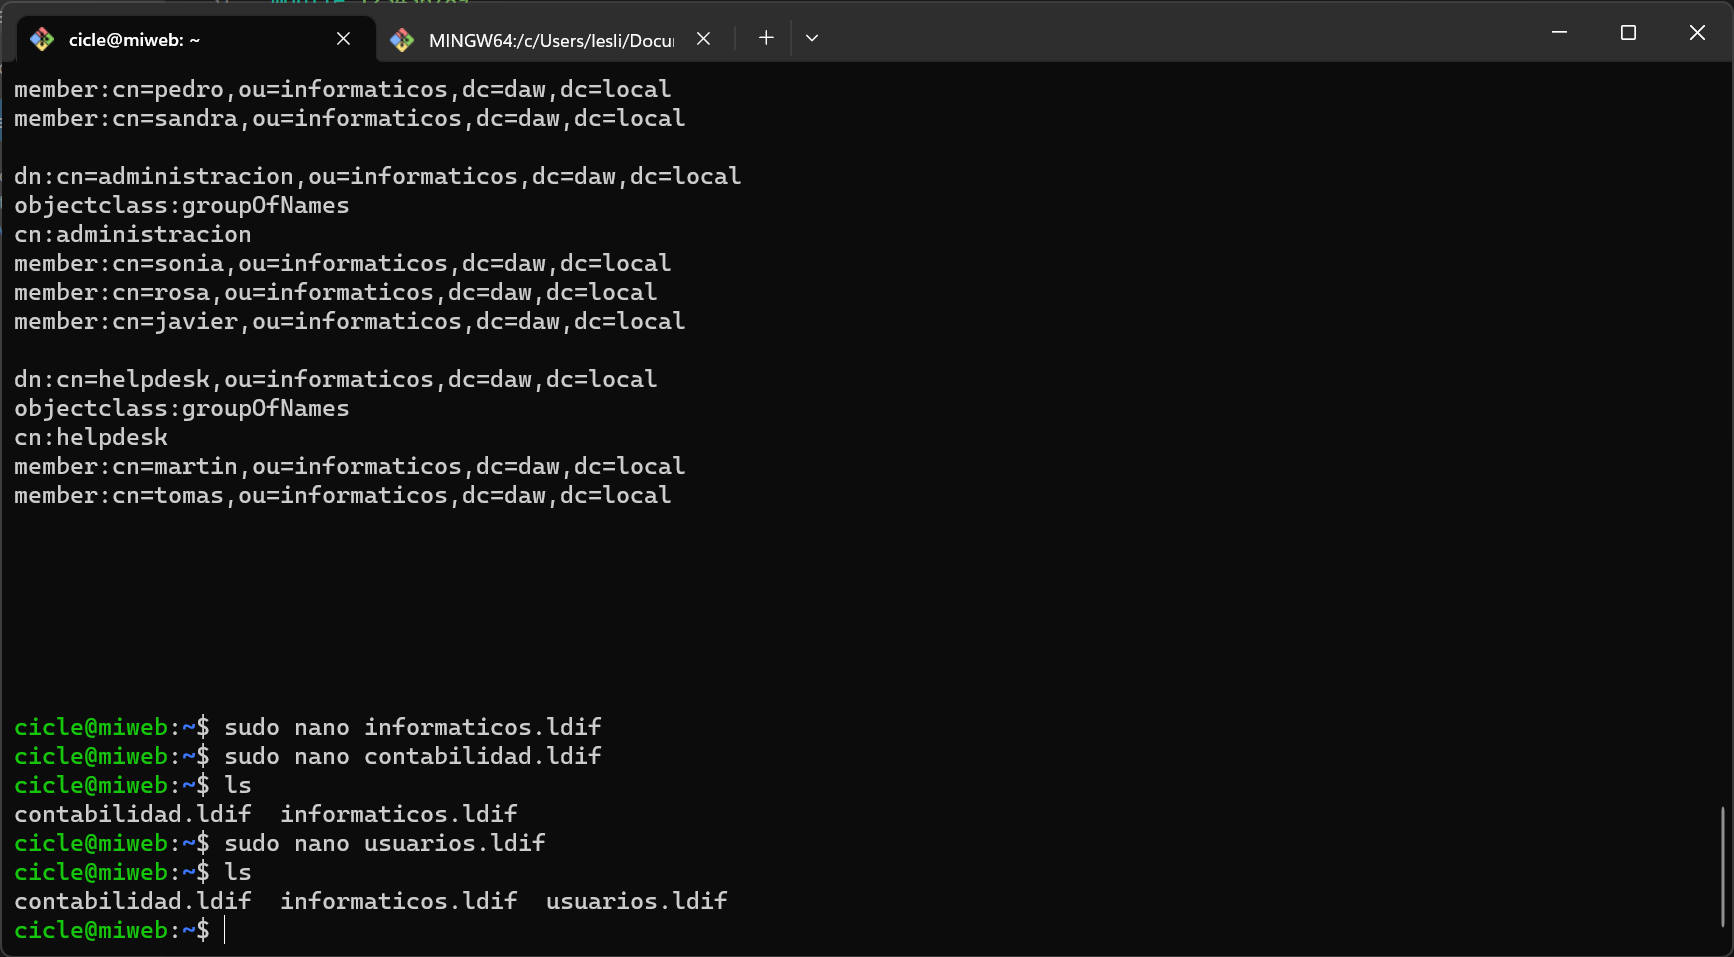 cicle@miweb: ~
MINGW64:/c/Users/lesli/Docu
member:cn=pedro,ou=informaticos,dc=daw,dc=local
member:cn=sandra,ou=informaticos,dc=daw,dc=local
dn:cn=administracion,ou=informaticos,dc=daw,dc=local
objectclass:groupOfNames
cn:administracion
member:cn=sonia,ou=informaticos,dc=daw,dc=local
member:cn=rosa,ou=informaticos,dc=daw,dc=local
member:cn=javier,ou=informaticos,dc=daw,dc=local
dn:cn=helpdesk,ou=informaticos,dc=daw,dc=local
objectclass:groupOfNames
cn:helpdesk
member:cn=martin,ou=informaticos,dc=daw,dc=local
member:cn=tomas,ou=informaticos,dc=daw,dc=local
cicle@miweb:~$ sudo nano informaticos.ldif
cicle@miweb:~$ sudo nano contabilidad.ldif
cicle@miweb:~$ ls
contabilidad.ldif  informaticos.ldif
cicle@miweb:~$ sudo nano usuarios.ldif
cicle@miweb:~$ ls
contabilidad.ldif  informaticos.ldif  usuarios.ldif
cicle@miweb:~$